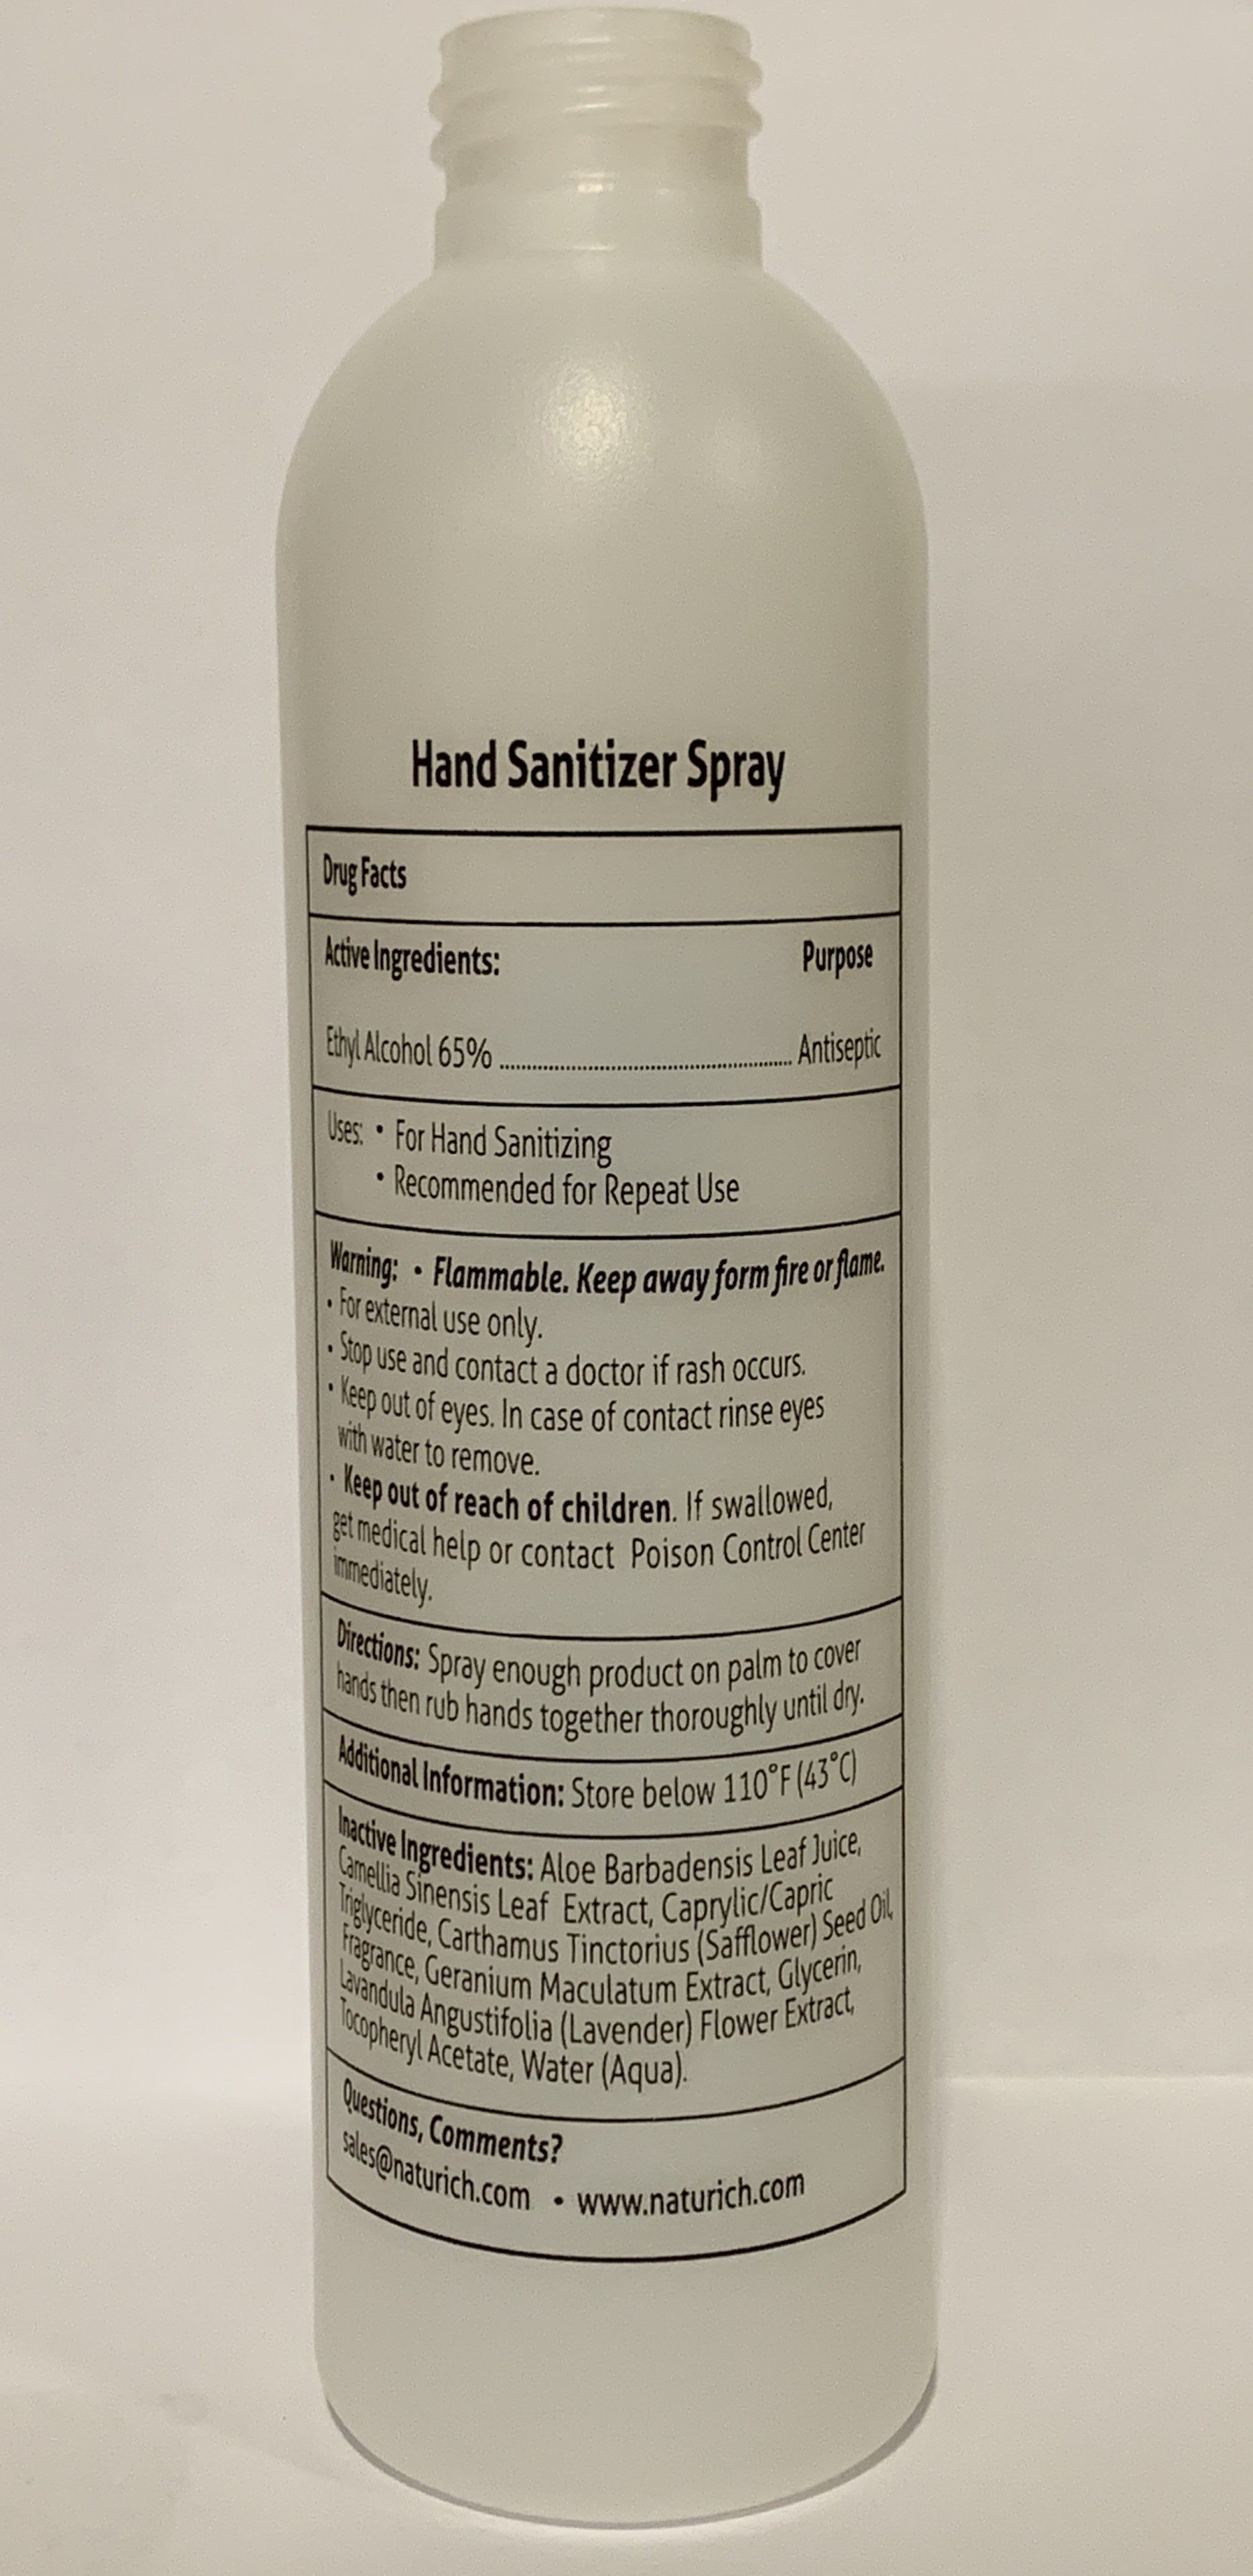 Hand Sanitizer Spray
Drug Facts
Active Ingredients: Purpose
Ethyl Alcohol 65% ........................................................ Antiseptic
Uses: • For Hand Sanitizing
• Recommended for Repeat Use
Warning: • Flammable. Keep away form fire or flame.
• For external use only.
• Stop use and contact a doctor if rash occurs.
• Keep out of eyes. In case of contact rinse eyes
with water to remove.
• Keep out of reach of children. If swallowed,
get medical help or contact Poison Control Center
immediately.
Directions: Spray enough product on palm to cover
hands then rub hands together thoroughly until dry.
Additional Information: Store below 110°F (43°C)
Inactive Ingredients: Aloe Barbadensis Leaf Juice,
Camellia Sinensis Leaf Extract, Caprylic/Capric
Triglyceride, Carthamus Tinctorius (Safflower) Seed Oil,
Fragrance, Geranium Maculatum Extract, Glycerin,
Lavandula Angustifolia (Lavender) Flower Extract,
Tocopheryl Acetate, Water (Aqua).
Questions, Comments?
sales@naturich.com • www.naturich.com